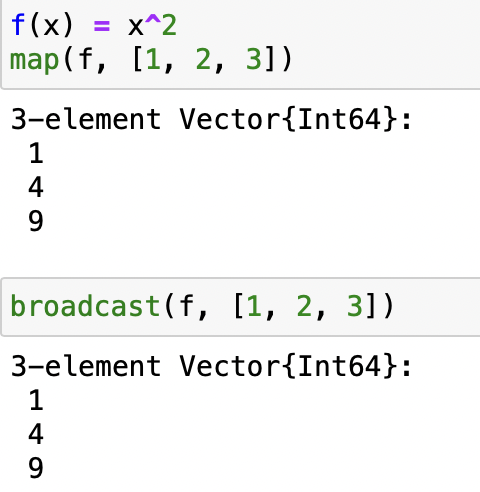 f(x) = x^2
map(f, [1, 2, 3])
3-element Vector{Int64}:
1
4
9
broadcast(f, [1, 2, 3])
3-element Vector{Int64}:
1
4
9